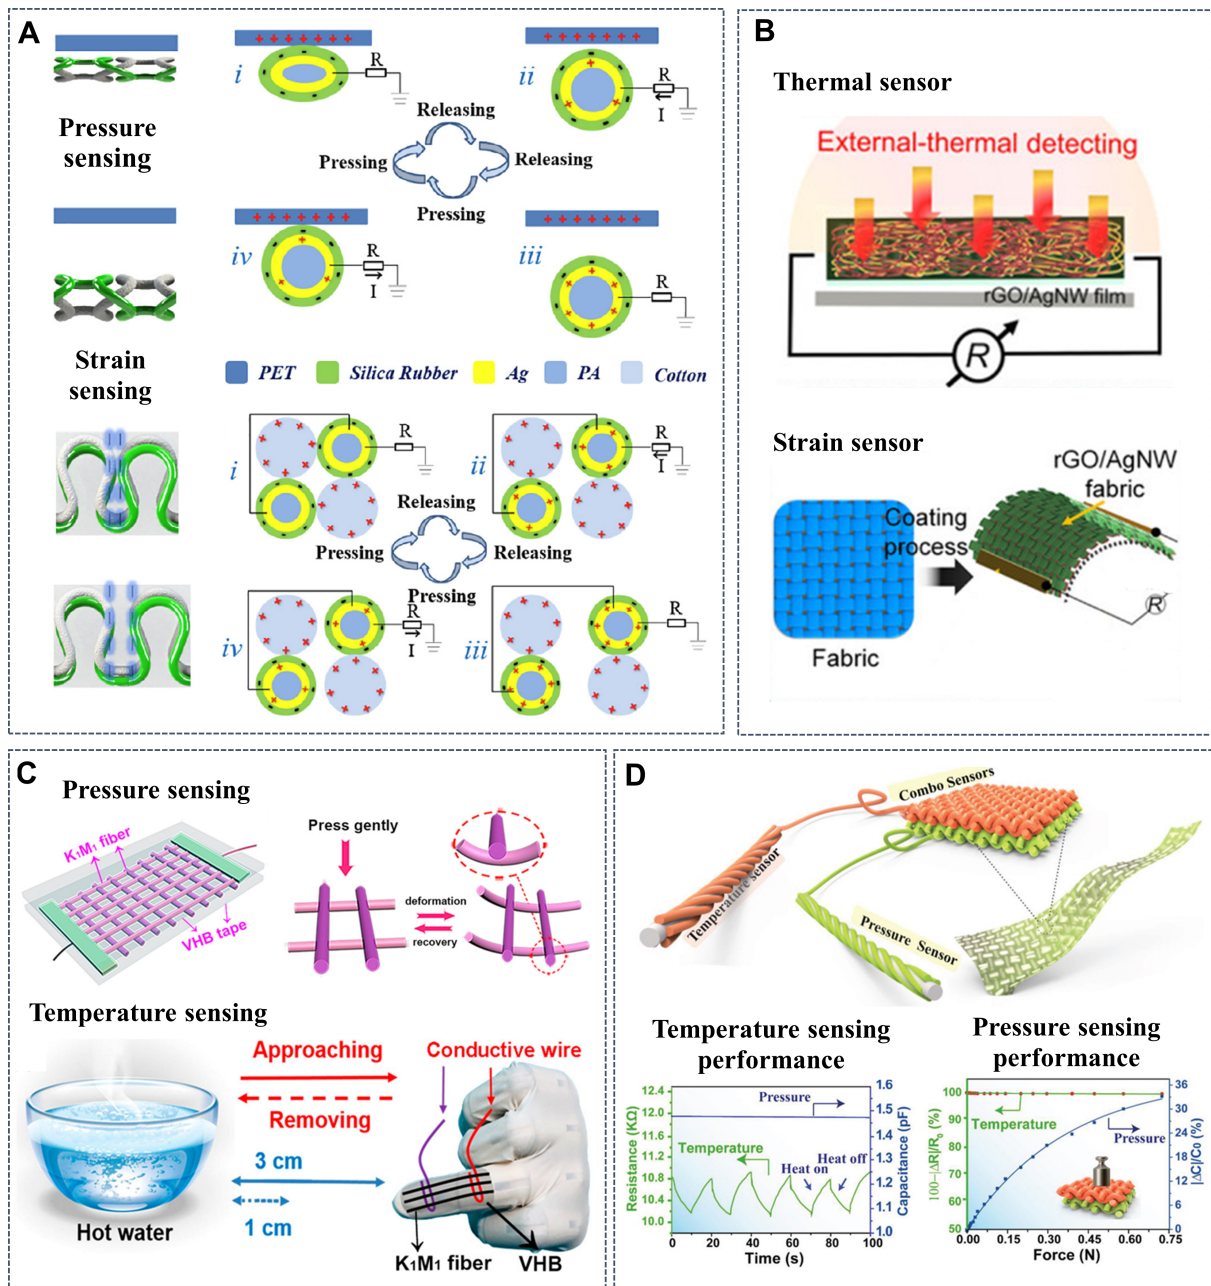 A
Pressure
sensing
i
R
ii
R
I
Releasing
Pressing
Releasing
Pressing
iv
R
I
iii
R
Strain
sensing
PET
Silica Rubber
Ag
PA
Cotton
i
R
ii
R
I
Releasing
Pressing
Releasing
Pressing
iv
R
I
iii
R
B
Thermal sensor
External-thermal detecting
rGO/AgNW film
R
Strain sensor
rGO/AgNW
fabric
Coating
process
Fabric
R
C
Pressure sensing
K₁M₁ fiber
VHB tape
Press gently
deformation
recovery
Temperature sensing
Approaching
Removing
Conductive wire
3 cm
1 cm
Hot water
K₁M₁ fiber
VHB
D
Combo Sensors
Temperature sensor
Pressure Sensor
Temperature sensing
performance
Pressure sensing
performance
Resistance (KΩ)
12.4
12.0
11.6
11.2
10.8
10.4
10.0
Pressure
Temperature
Heat on
Heat off
1.6
1.5
1.4
1.3
1.2
1.1
1.0
Capacitance (pF)
0 20 40 60 80 100
Time (s)
100-|ΔR|/R₀ (%)
100
90
80
70
60
50
Temperature
Pressure
36
30
24
18
12
6
0
|ΔC|/C0 (%)
0.00 0.15 0.30 0.45 0.60 0.75
Force (N)